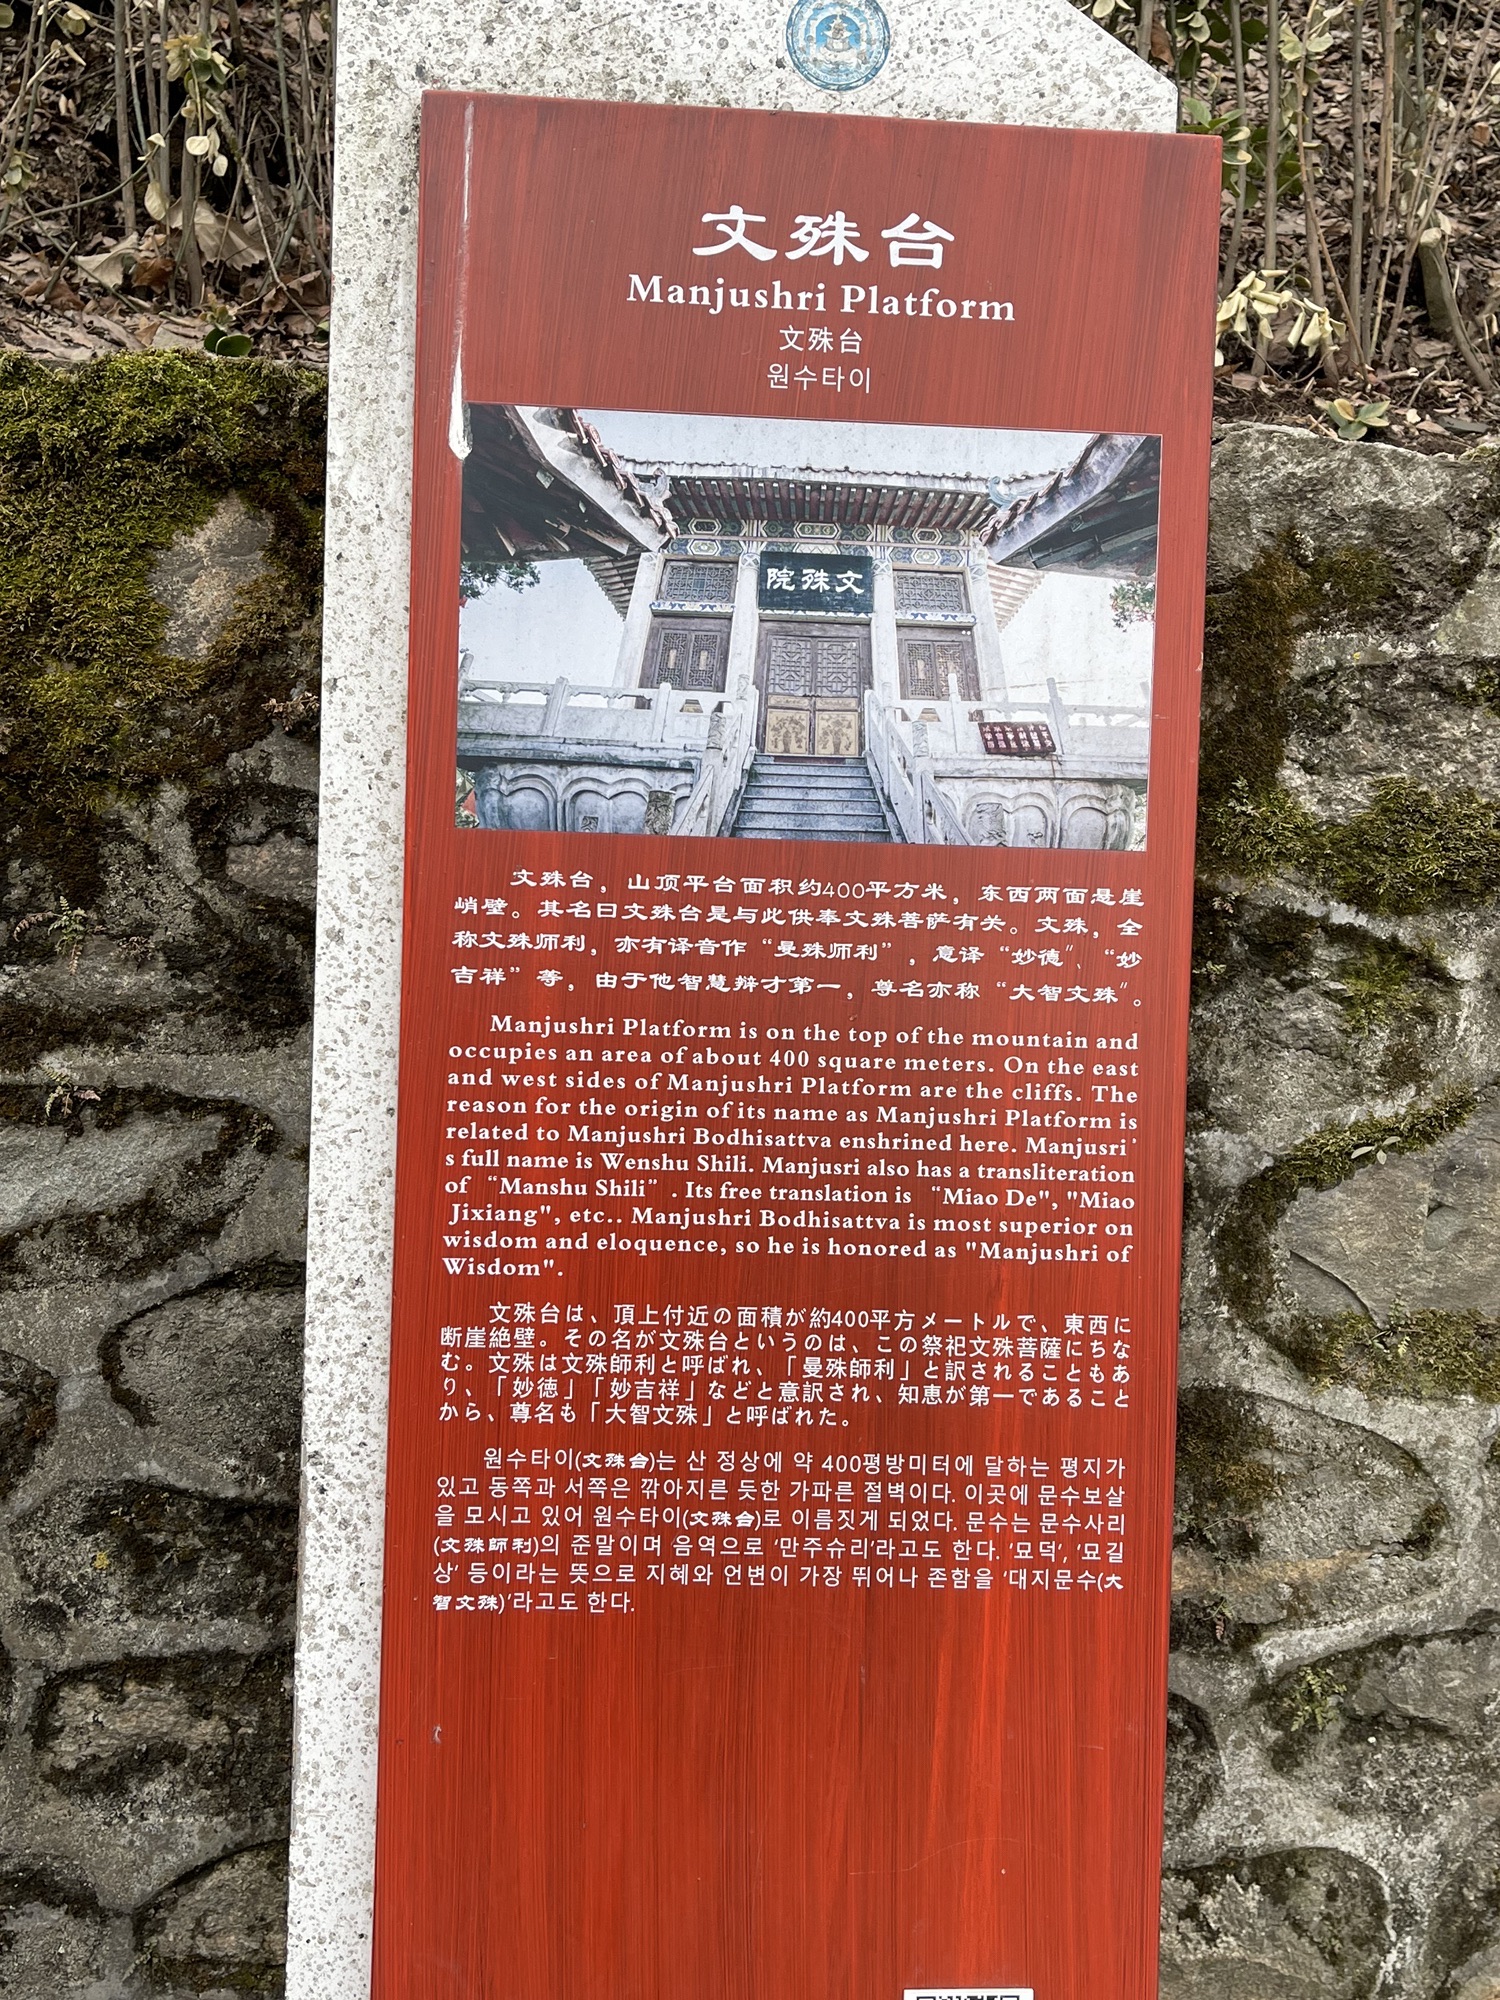 文殊台
Manjushri Platform
文殊台
원수타이
院殊文
文殊台，山顶平台面积约400平方米，东西两面悬崖
峭壁。其名曰文殊台是与此供奉文殊菩萨有关。文殊，全
称文殊师利，亦有译音作“曼殊师利”，意译“妙德”、“妙
吉祥”等，由于他智慧辩才第一，尊名亦称“大智文殊”。
Manjushri Platform is on the top of the mountain and
occupies an area of about 400 square meters. On the east
and west sides of Manjushri Platform are the cliffs. The
reason for the origin of its name as Manjushri Platform is
related to Manjushri Bodhisattva enshrined here. Manjusri’
s full name is Wenshu Shili. Manjusri also has a transliteration
of “Manshu Shili” . Its free translation is “Miao De", "Miao
Jixiang", etc.. Manjushri Bodhisattva is most superior on
wisdom and eloquence, so he is honored as "Manjushri of
Wisdom".
文殊台は、頂上付近の面積が約400平方メートルで、東西に
断崖絶壁。その名が文殊台というのは、この祭祀文殊菩薩にちな
む。文殊は文殊師利と呼ばれ、「曼殊師利」と訳されることもあ
り、「妙徳」「妙吉祥」などと意訳され、知恵が第一であること
から、尊名も「大智文殊」と呼ばれた。
원수타이(文殊台)는 산 정상에 약 400평방미터에 달하는 평지가
있고 동쪽과 서쪽은 깎아지른 듯한 가파른 절벽이다. 이곳에 문수보살
을 모시고 있어 원수타이(文殊台)로 이름짓게 되었다. 문수는 문수사리
(文殊師利)의 준말이며 음역으로 '만주슈리'라고도 한다. '묘덕', '묘길
상' 등이라는 뜻으로 지혜와 언변이 가장 뛰어나 존함을 '대지문수(大
智文殊)'라고도 한다.